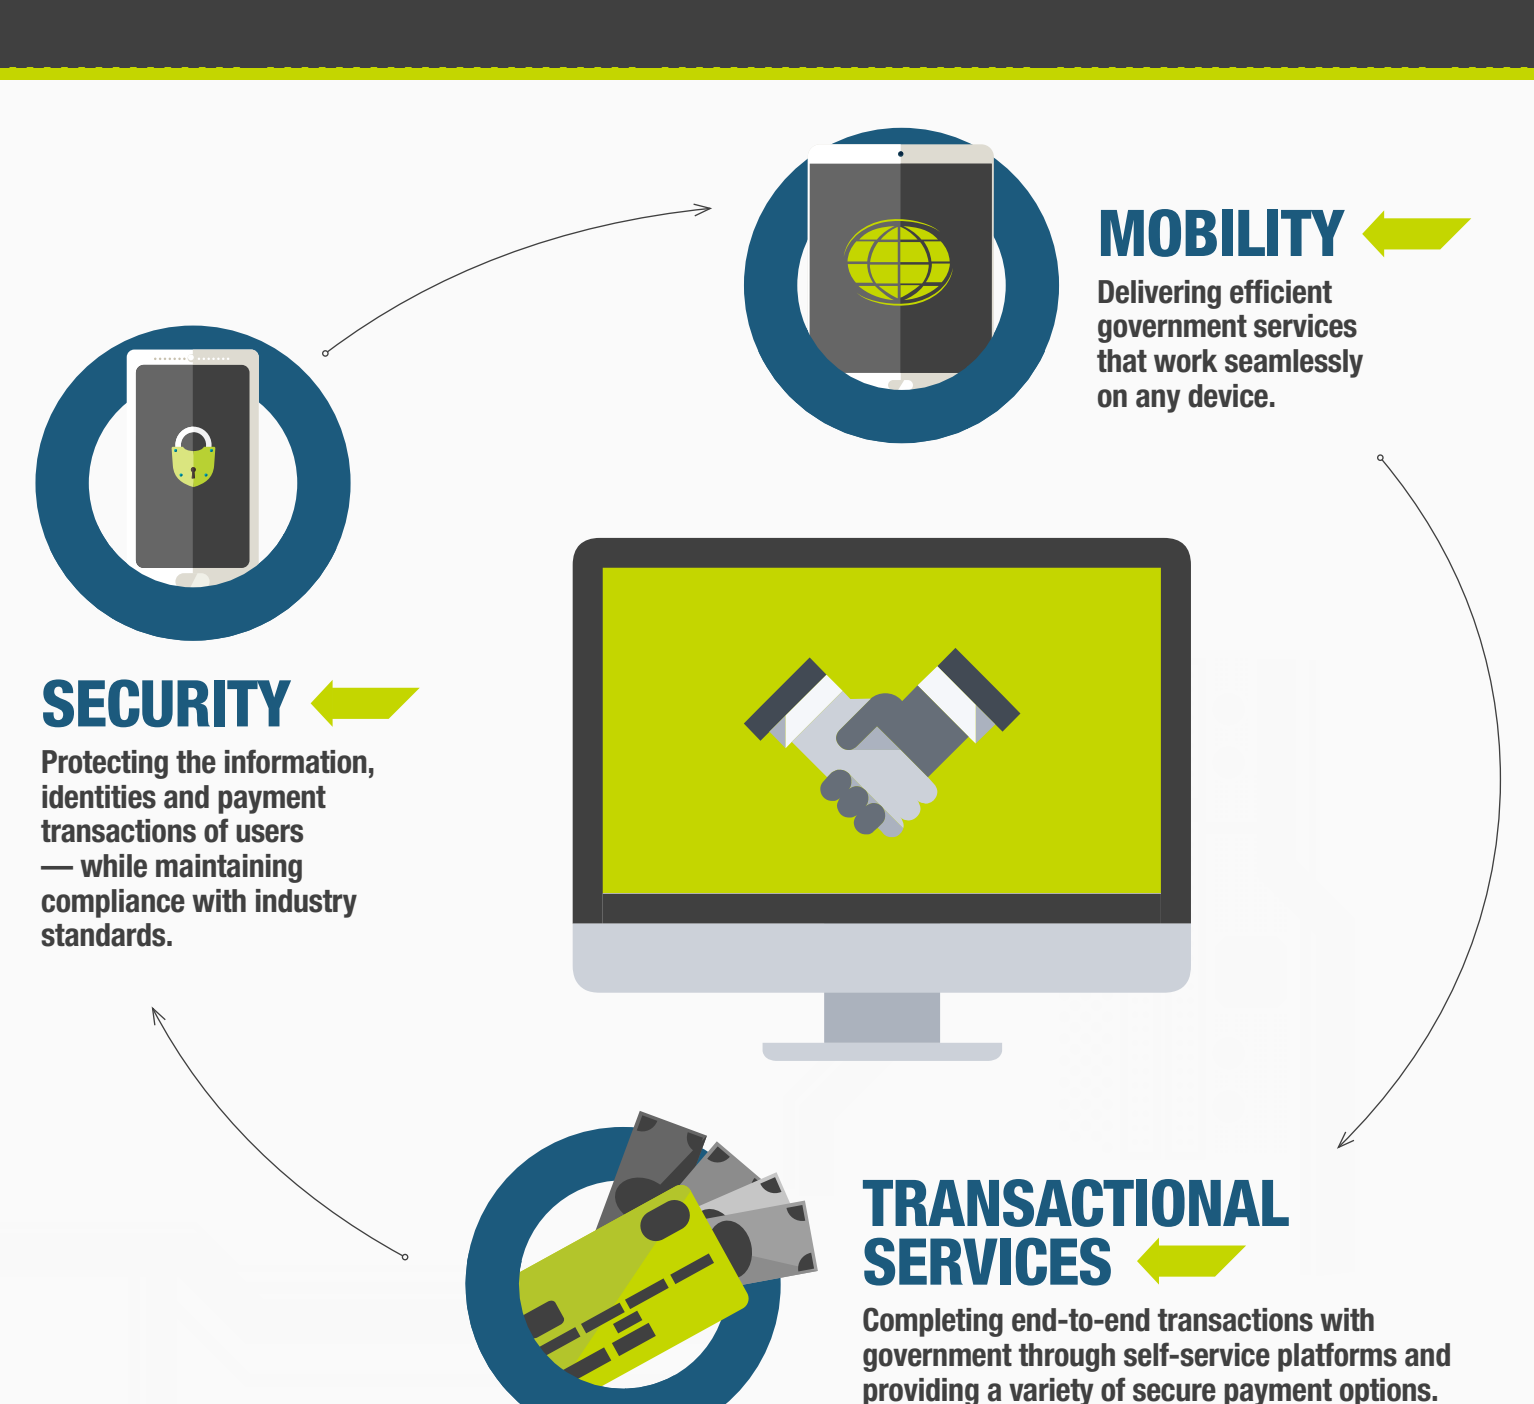 MOBILITY
Delivering efficient
government services
that work seamlessly
on any device.
SECURITY
Protecting the information,
identities and payment
transactions of users
— while maintaining
compliance with industry
standards.
TRANSACTIONAL
SERVICES
Completing end-to-end transactions with
government through self-service platforms and
providing a variety of secure payment options.